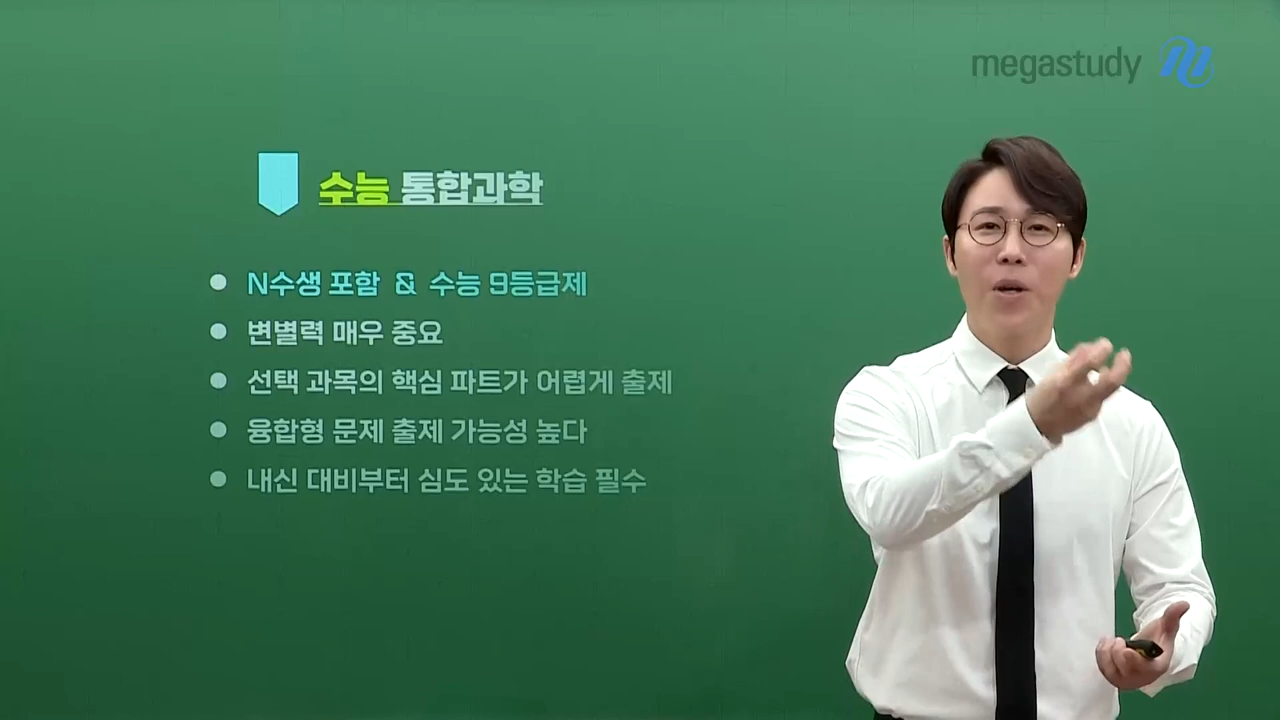 megastudy
수능 통합과학
N수생 포함 & 수능 9등급제
변별력 매우 중요
선택 과목의 핵심 파트가 어렵게 출제
융합형 문제 출제 가능성 높다
내신 대비부터 심도 있는 학습 필수